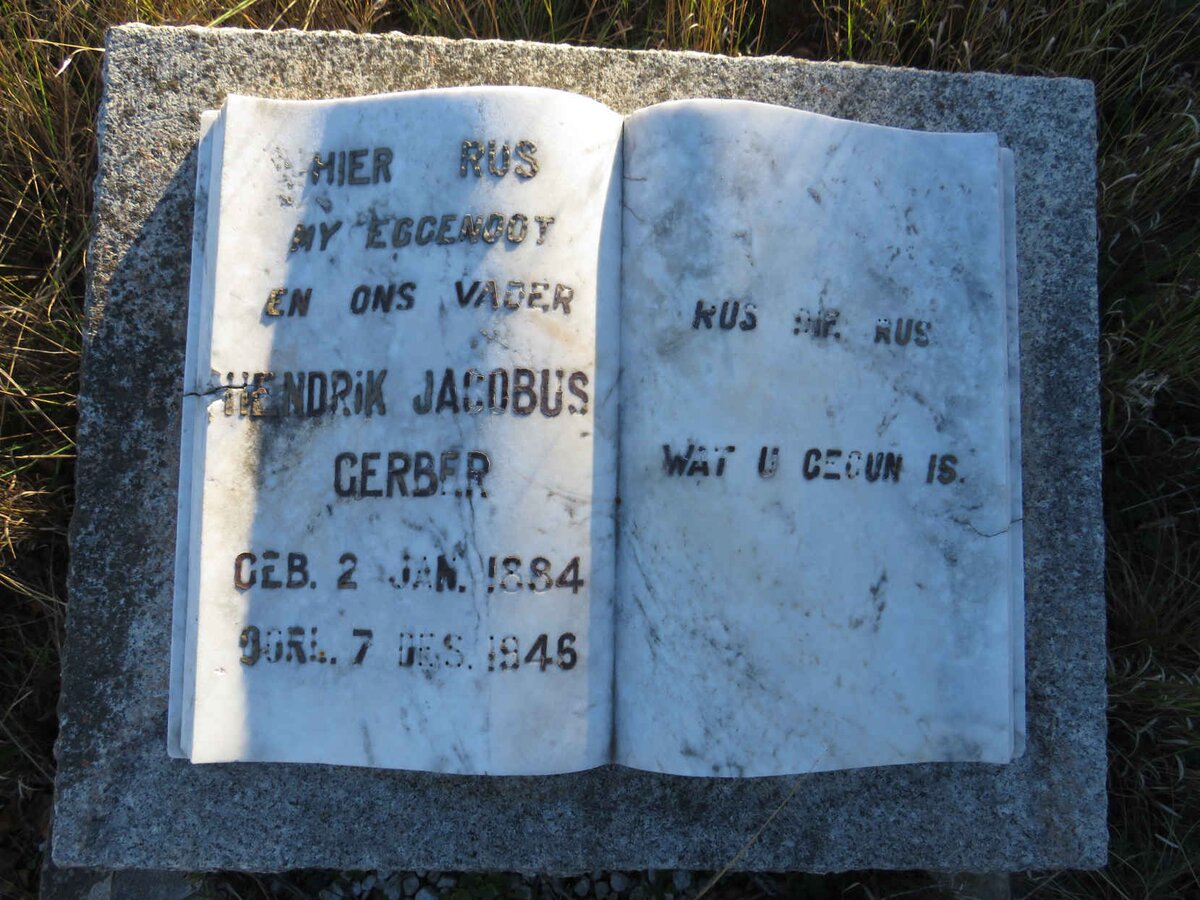 HIER RUS
MY EGGENOOT
EN ONS VADER
HENDRIK JACOBUS
GERBER
GEB. 2 JAN. 1884
OORL. 7 DES. 1946
RUS DIE RUS
WAT U GEGUN IS.